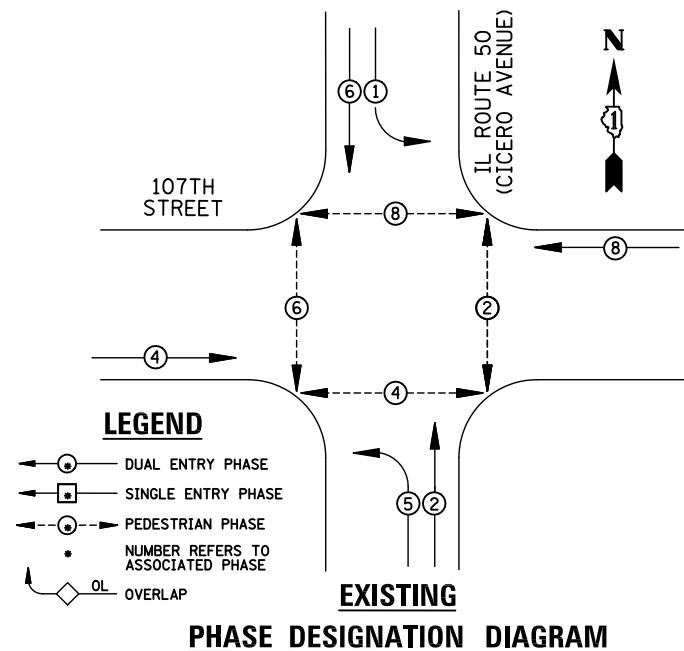 IL ROUTE 50
(CICERO AVENUE)
N
1
6 1
107TH
STREET
8
8
6
2
4
4
5 2
LEGEND
* DUAL ENTRY PHASE
* SINGLE ENTRY PHASE
* PEDESTRIAN PHASE
* NUMBER REFERS TO
ASSOCIATED PHASE
OL OVERLAP
EXISTING
PHASE DESIGNATION DIAGRAM